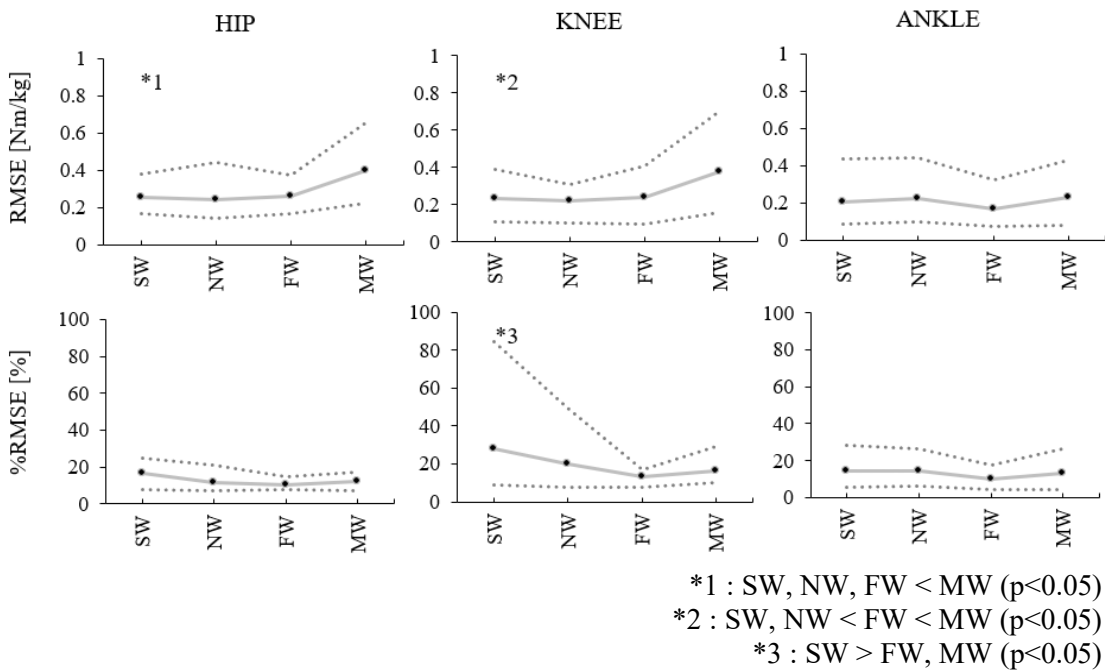 HIP
KNEE
ANKLE
RMSE [Nm/kg]
1
0.8
0.6
0.4
0.2
0
*1
SW
NW
FW
MW
1
0.8
0.6
0.4
0.2
0
*2
SW
NW
FW
MW
1
0.8
0.6
0.4
0.2
0
SW
NW
FW
MW
%RMSE [%]
100
80
60
40
20
0
SW
NW
FW
MW
100
80
60
40
20
0
*3
SW
NW
FW
MW
100
80
60
40
20
0
SW
NW
FW
MW
*1 : SW, NW, FW < MW (p<0.05)
*2 : SW, NW < FW < MW (p<0.05)
*3 : SW > FW, MW (p<0.05)